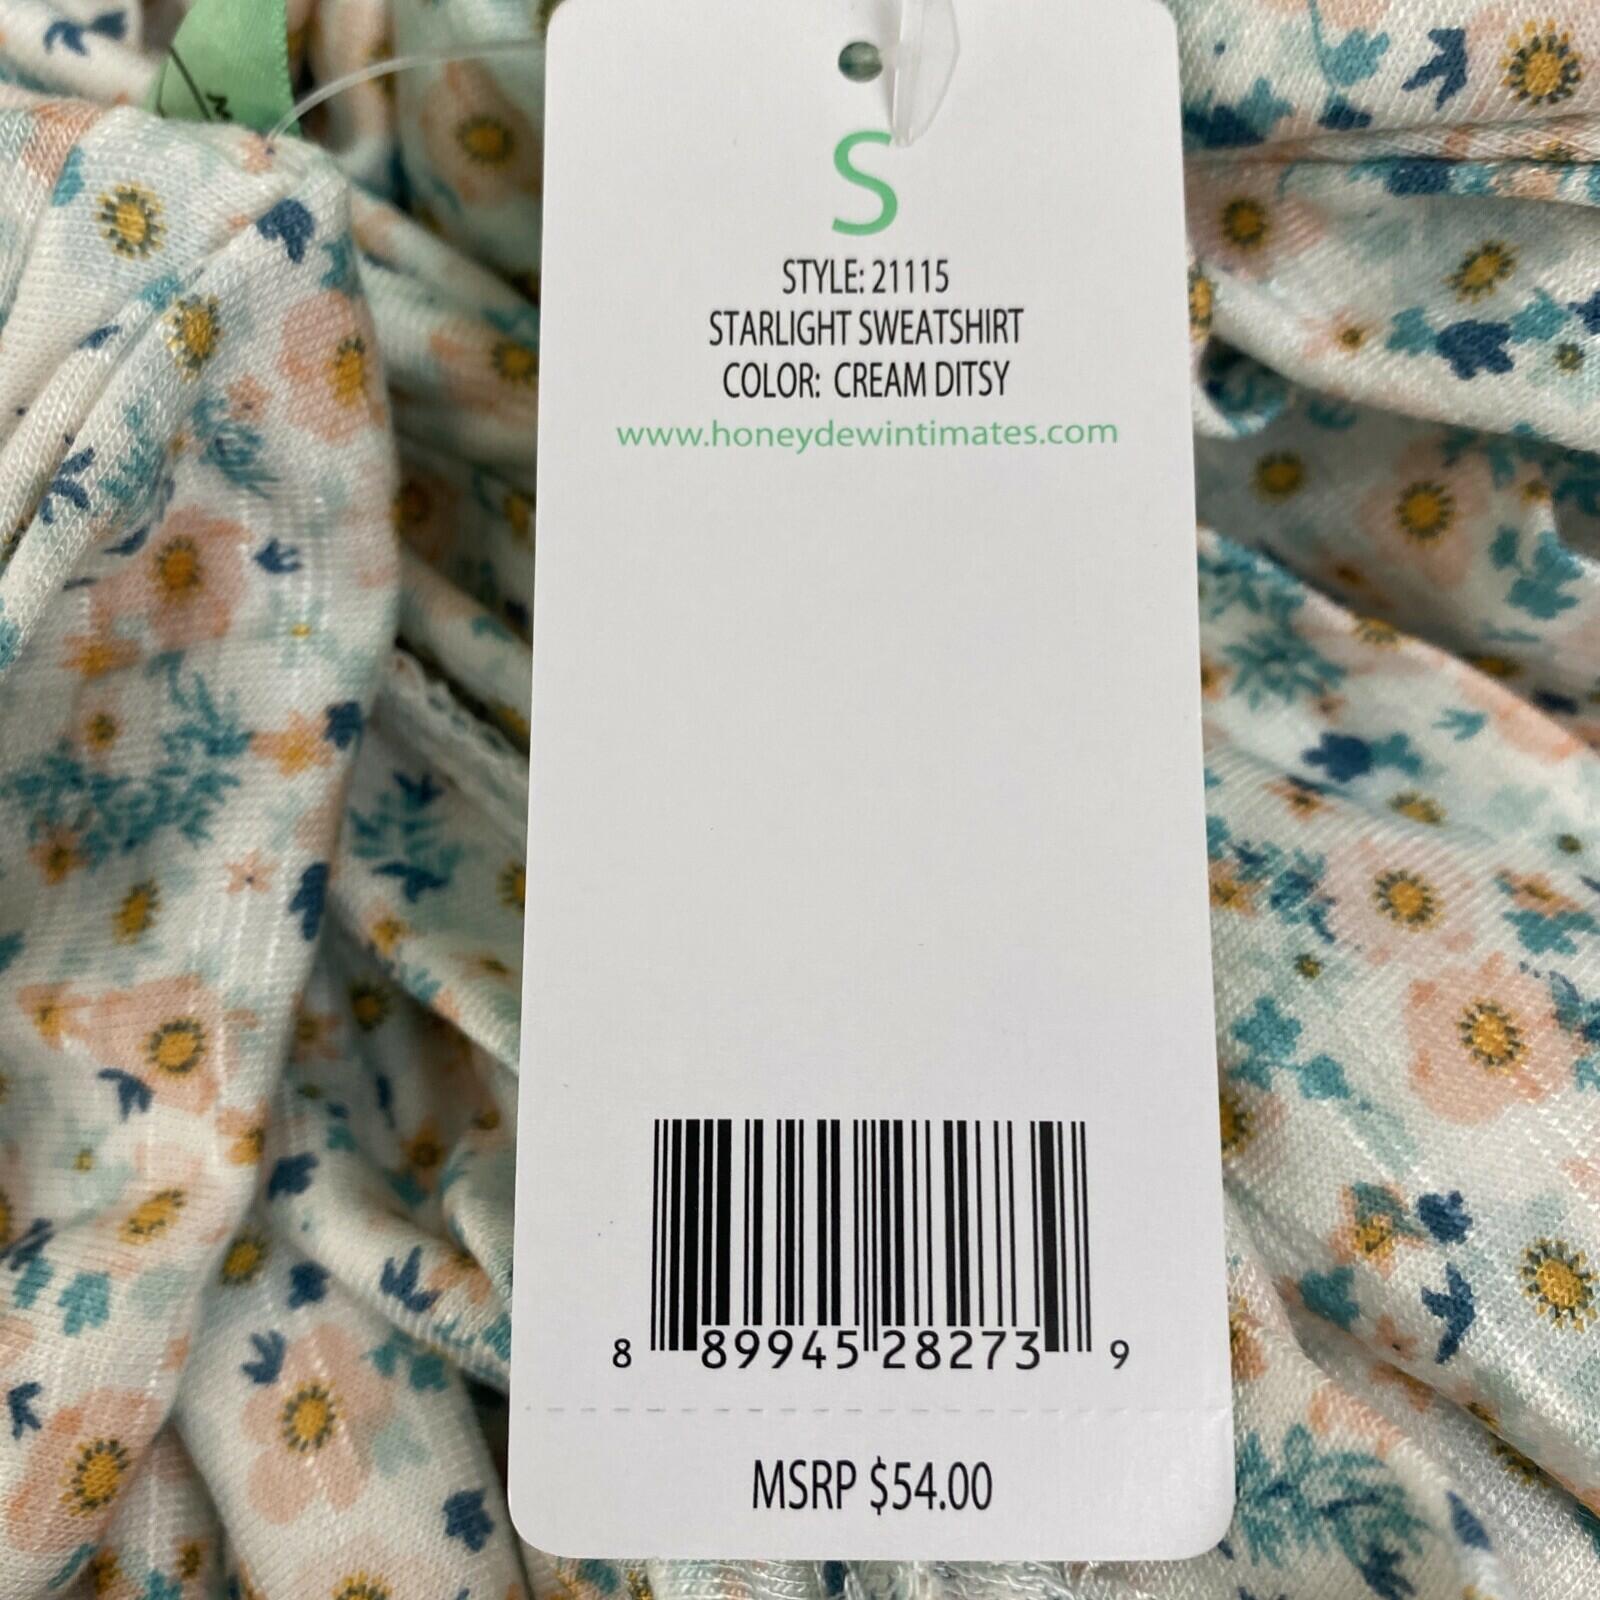 S
STYLE: 21115
STARLIGHT SWEATSHIRT
COLOR: CREAM DITSY
www.honeydewintimates.com
8 89945 28273 9
MSRP $54.00